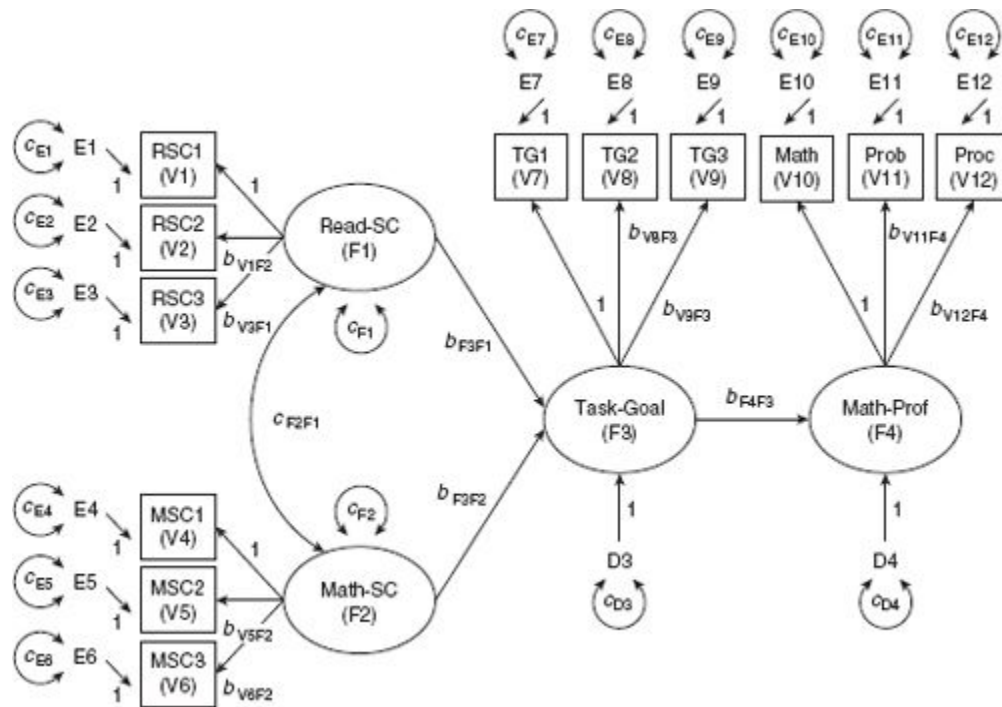 cE7 cE8 cE9 cE10 cE11 cE12
E7 E8 E9 E10 E11 E12
1 1 1 1 1 1
TG1 TG2 TG3 Math Prob Proc
(V7) (V8) (V9) (V10) (V11) (V12)
cE1 E1
1
RSC1
(V1)
1
cE2 E2
1
RSC2
(V2)
bV1F2
cE3 E3
1
RSC3
(V3)
bV3F1
Read-SC
(F1)
cF1
bV8F3
1
bV9F3
bV11F4
1
bV12F4
bF3F1
cF2F1
Task-Goal
(F3)
bF4F3
Math-Prof
(F4)
bF3F2
1
D3
cD3
1
D4
cD4
cE4 E4
1
MSC1
(V4)
1
cE5 E5
1
MSC2
(V5)
bV5F2
cE6 E6
1
MSC3
(V6)
bV6F2
cF2
Math-SC
(F2)